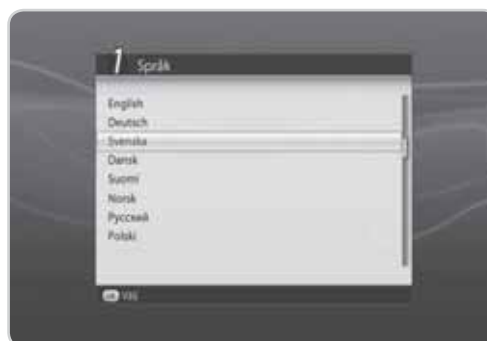 1 Språk
English
Deutsch
Svenska
Dansk
Suomi
Norsk
Русский
Polski
OK Välj